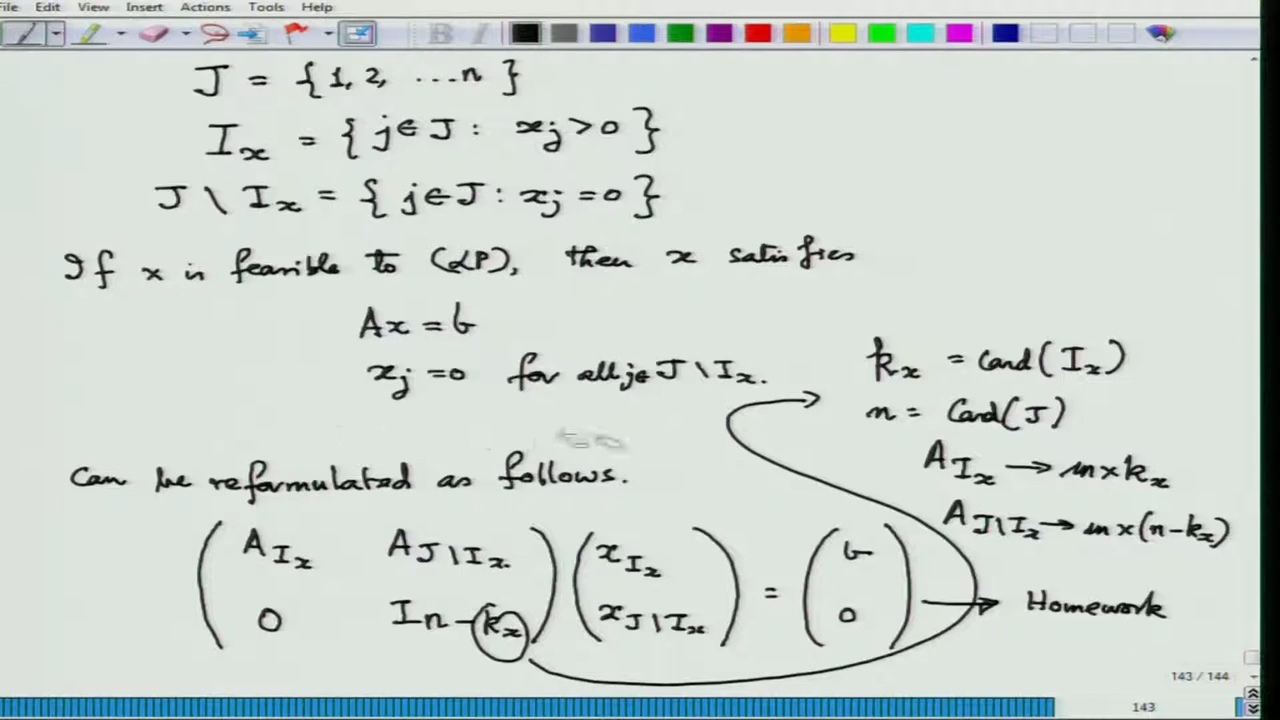 File Edit View Insert Actions Tools Help
J = {1, 2, ...n }
I_x = { j∈J : x_j > 0 }
J \ I_x = { j∈J : x_j = 0 }
If x is feasible to (LP), then x satisfies
Ax = b
x_j = 0 for all j∈ J \ I_x.
k_x = Card(I_x)
n = Card(J)
A_{I_x} → m×k_x
A_{J\I_x} → m×(n-k_x)
Can be reformulated as follows.
( A_{I_x} A_{J\I_x} ) ( x_{I_x} ) = ( b )
( 0 I_{n-k_x} ) ( x_{J\I_x} ) = ( 0 ) → Homework
143 / 144
143